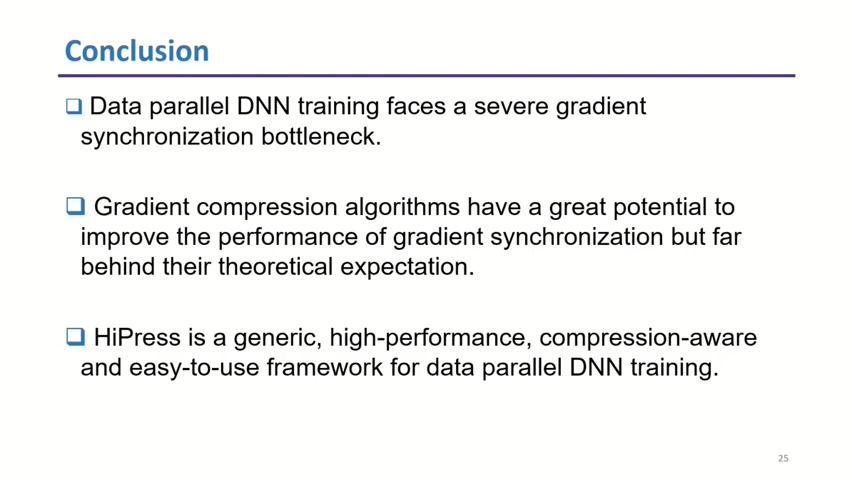 Conclusion
Data parallel DNN training faces a severe gradient
synchronization bottleneck.
Gradient compression algorithms have a great potential to
improve the performance of gradient synchronization but far
behind their theoretical expectation.
HiPress is a generic, high-performance, compression-aware
and easy-to-use framework for data parallel DNN training.
25